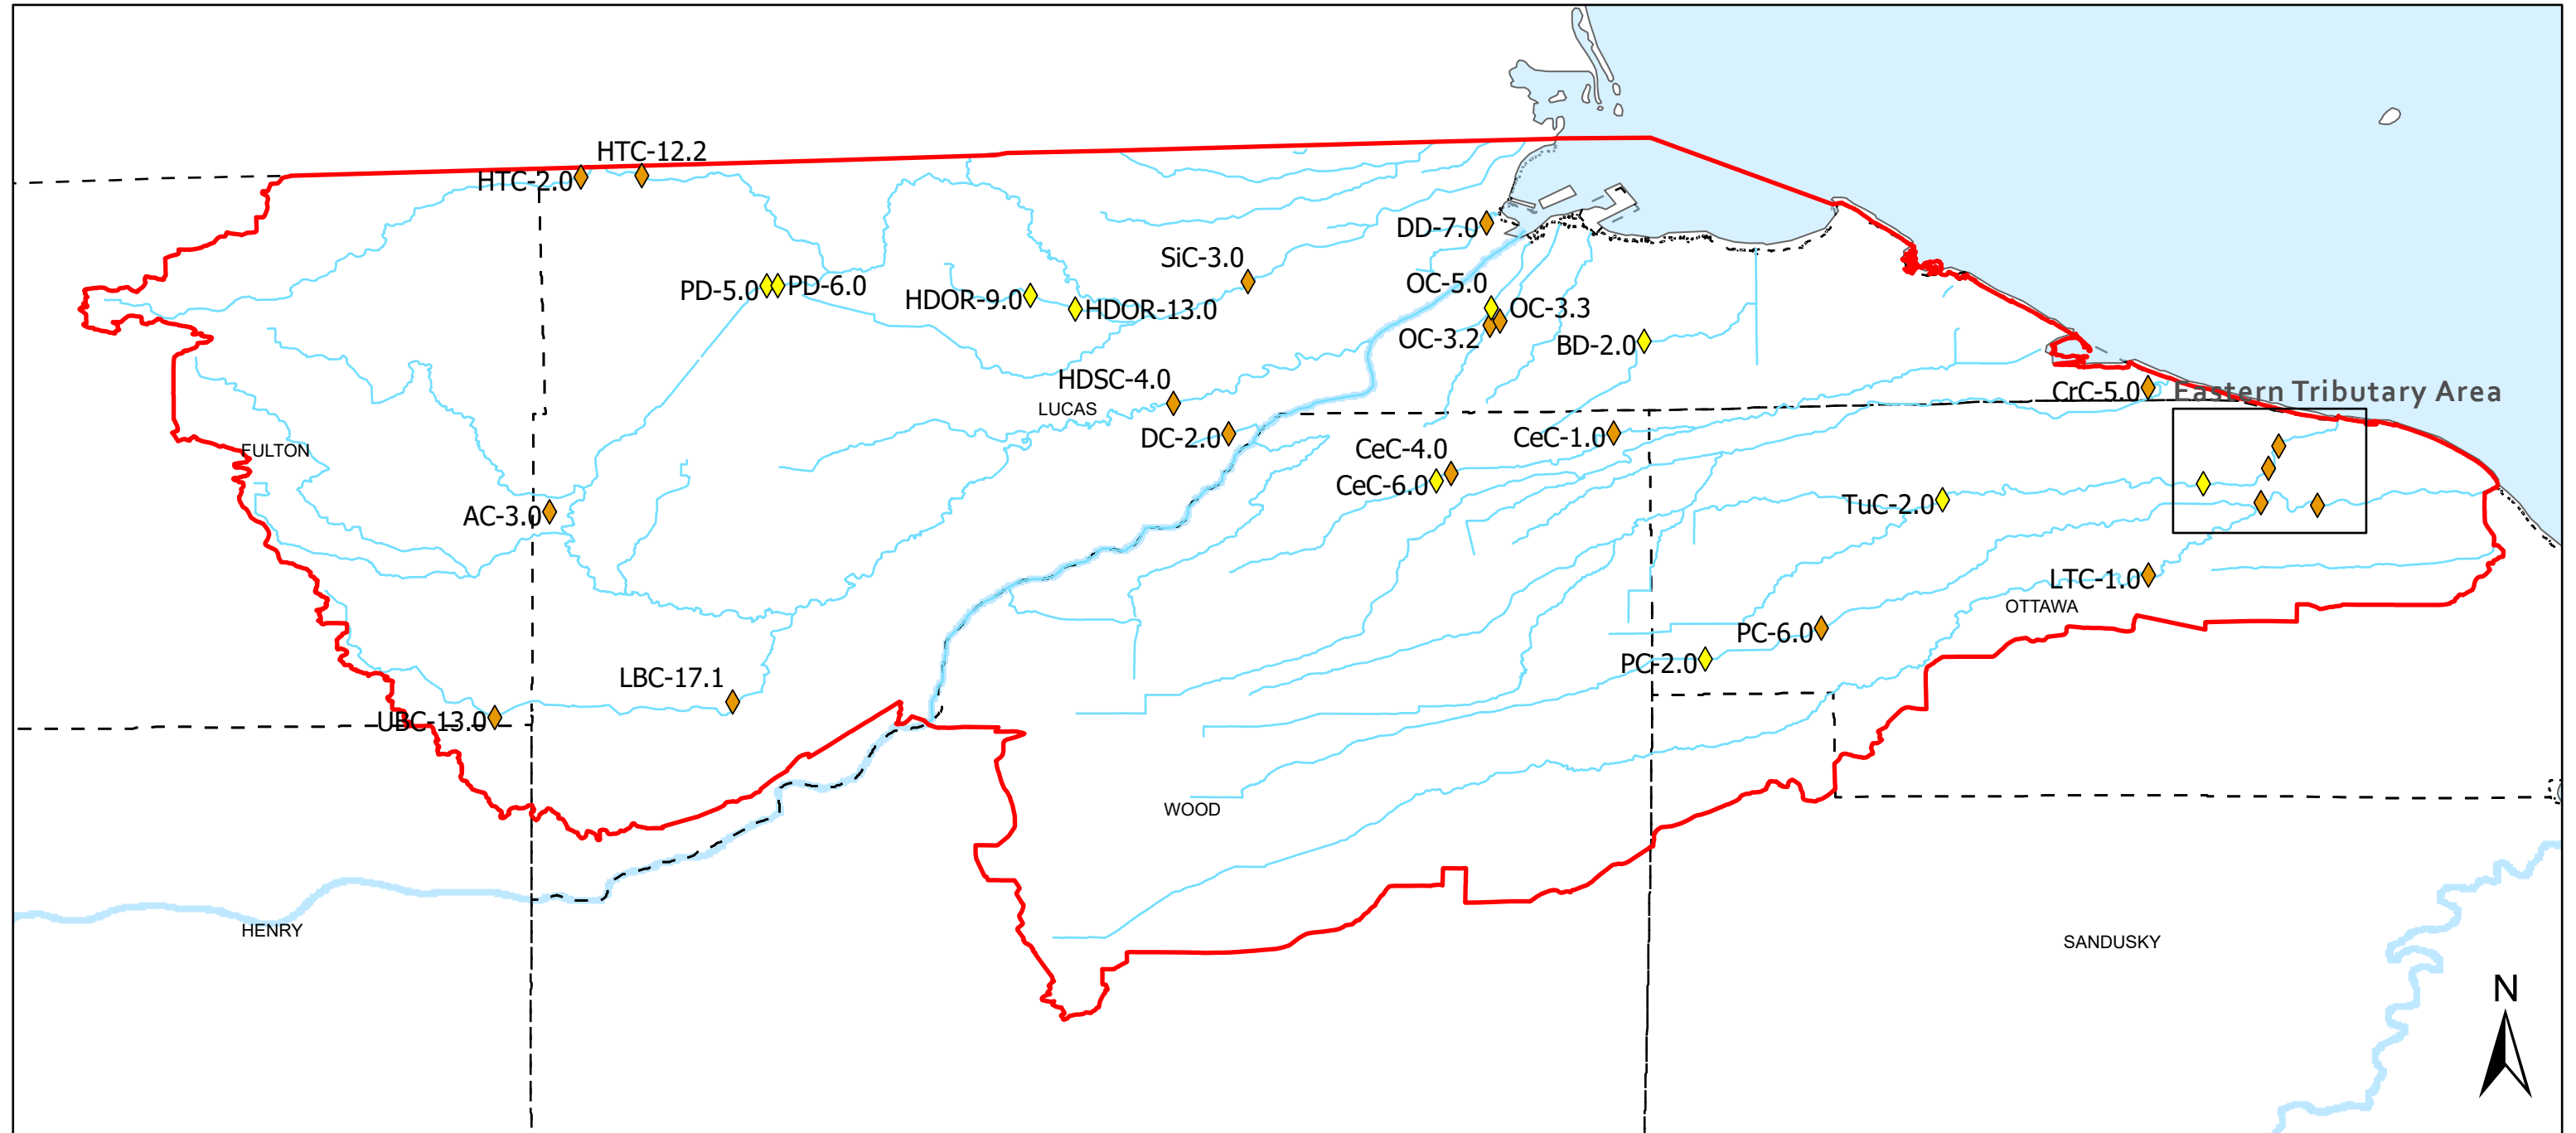 HTC-12.2
HTC-2.0
DD-7.0
SiC-3.0
PD-5.0
PD-6.0
HDOR-9.0
HDOR-13.0
OC-5.0
OC-3.3
OC-3.2
BD-2.0
HDSC-4.0
LUCAS
CrC-5.0
Eastern Tributary Area
DC-2.0
CeC-1.0
CeC-4.0
CeC-6.0
FULTON
TuC-2.0
AC-3.0
LTC-1.0
OTTAWA
PC-6.0
PC-2.0
LBC-17.1
UBC-13.0
WOOD
HENRY
SANDUSKY
N